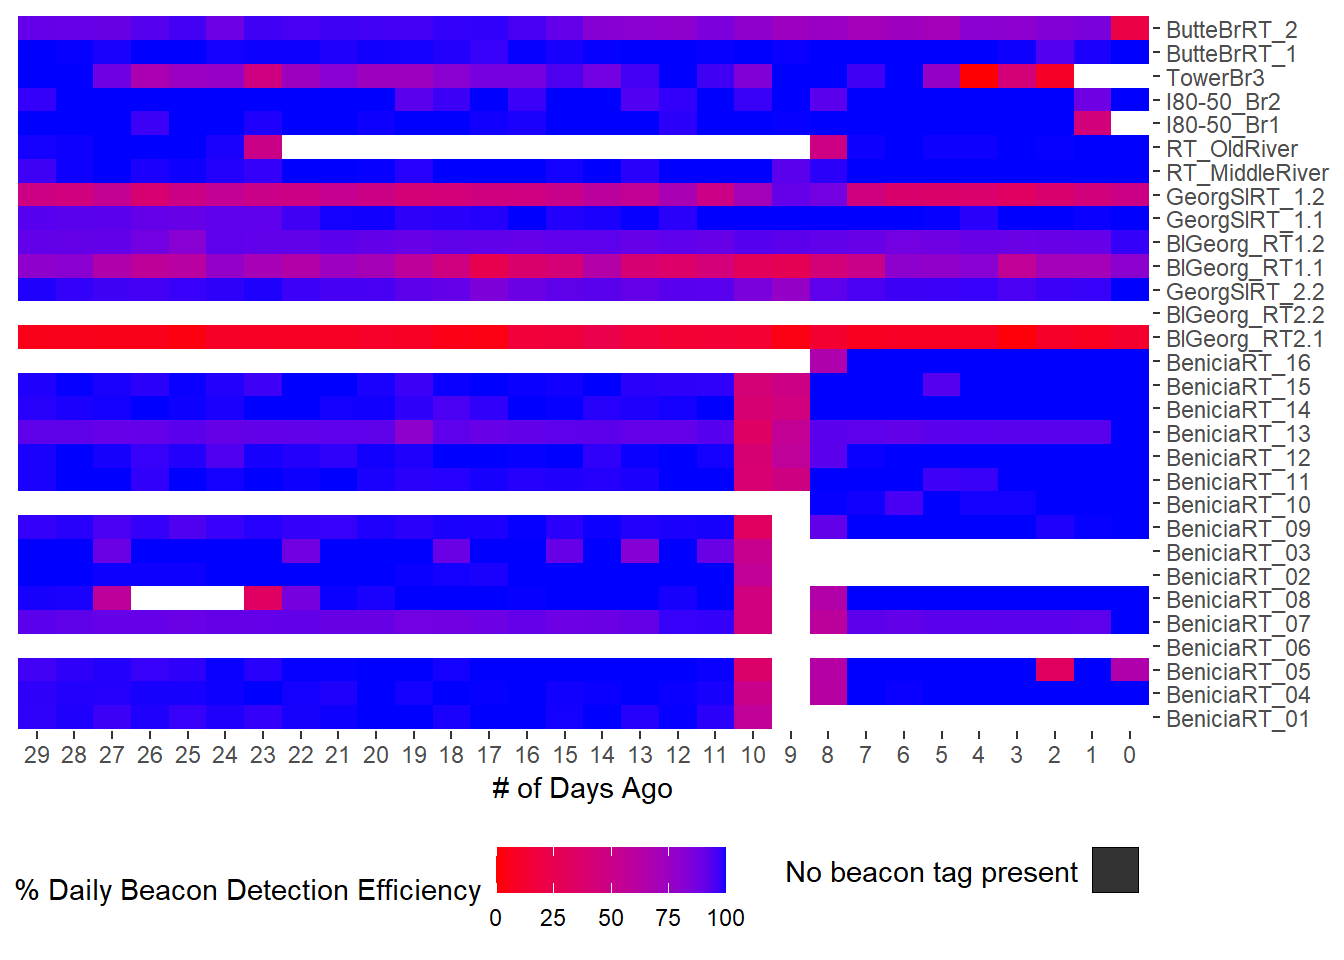 ButteBrRT_2
ButteBrRT_1
TowerBr3
I80-50_Br2
I80-50_Br1
RT_OldRiver
RT_MiddleRiver
GeorgSlRT_1.2
GeorgSlRT_1.1
BlGeorg_RT1.2
BlGeorg_RT1.1
GeorgSlRT_2.2
BlGeorg_RT2.2
BlGeorg_RT2.1
BeniciaRT_16
BeniciaRT_15
BeniciaRT_14
BeniciaRT_13
BeniciaRT_12
BeniciaRT_11
BeniciaRT_10
BeniciaRT_09
BeniciaRT_03
BeniciaRT_02
BeniciaRT_08
BeniciaRT_07
BeniciaRT_06
BeniciaRT_05
BeniciaRT_04
BeniciaRT_01
29 28 27 26 25 24 23 22 21 20 19 18 17 16 15 14 13 12 11 10 9 8 7 6 5 4 3 2 1 0
# of Days Ago
% Daily Beacon Detection Efficiency
0 25 50 75 100
No beacon tag present